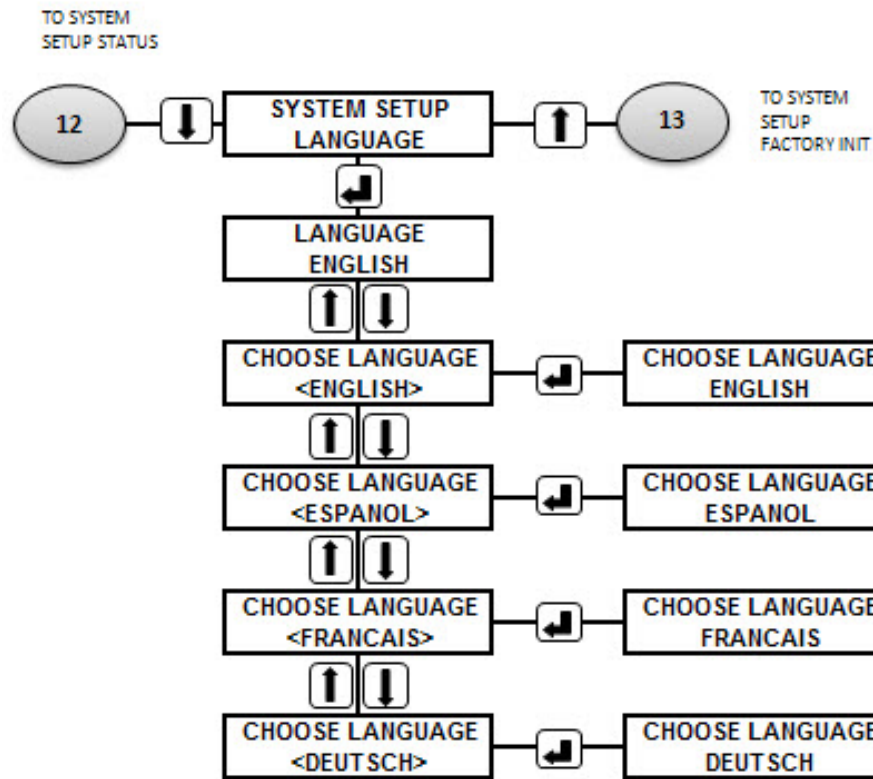 TO SYSTEM
SETUP STATUS
12
SYSTEM SETUP
LANGUAGE
13
TO SYSTEM
SETUP
FACTORY INIT
LANGUAGE
ENGLISH
CHOOSE LANGUAGE
<ENGLISH>
CHOOSE LANGUAGE
ENGLISH
CHOOSE LANGUAGE
<ESPANOL>
CHOOSE LANGUAGE
ESPANOL
CHOOSE LANGUAGE
<FRANCAIS>
CHOOSE LANGUAGE
FRANCAIS
CHOOSE LANGUAGE
<DEUTSCH>
CHOOSE LANGUAGE
DEUTSCH